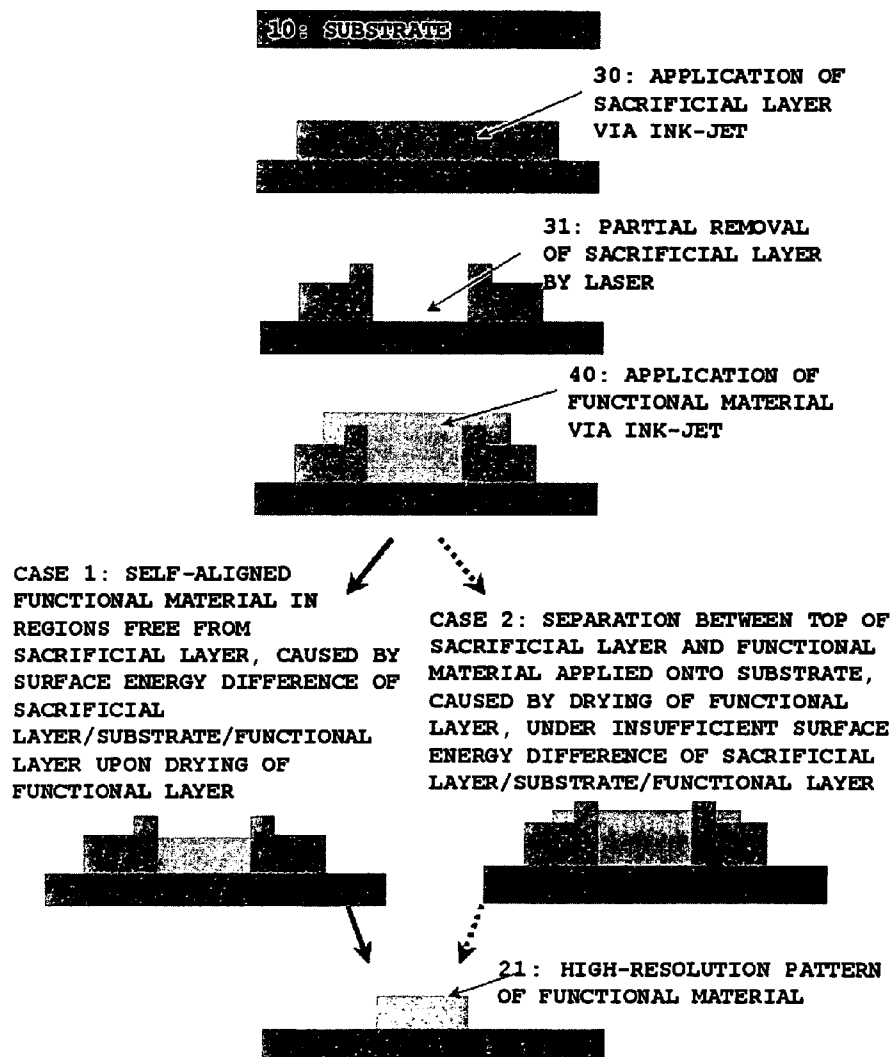 10: SUBSTRATE
30: APPLICATION OF
SACRIFICIAL LAYER
VIA INK-JET
31: PARTIAL REMOVAL
OF SACRIFICIAL LAYER
BY LASER
40: APPLICATION OF
FUNCTIONAL MATERIAL
VIA INK-JET
CASE 1: SELF-ALIGNED
FUNCTIONAL MATERIAL IN
REGIONS FREE FROM
SACRIFICIAL LAYER, CAUSED BY
SURFACE ENERGY DIFFERENCE OF
SACRIFICIAL
LAYER/SUBSTRATE/FUNCTIONAL
LAYER UPON DRYING OF
FUNCTIONAL LAYER
CASE 2: SEPARATION BETWEEN TOP OF
SACRIFICIAL LAYER AND FUNCTIONAL
MATERIAL APPLIED ONTO SUBSTRATE,
CAUSED BY DRYING OF FUNCTIONAL
LAYER, UNDER INSUFFICIENT SURFACE
ENERGY DIFFERENCE OF SACRIFICIAL
LAYER/SUBSTRATE/FUNCTIONAL LAYER
21: HIGH-RESOLUTION PATTERN
OF FUNCTIONAL MATERIAL